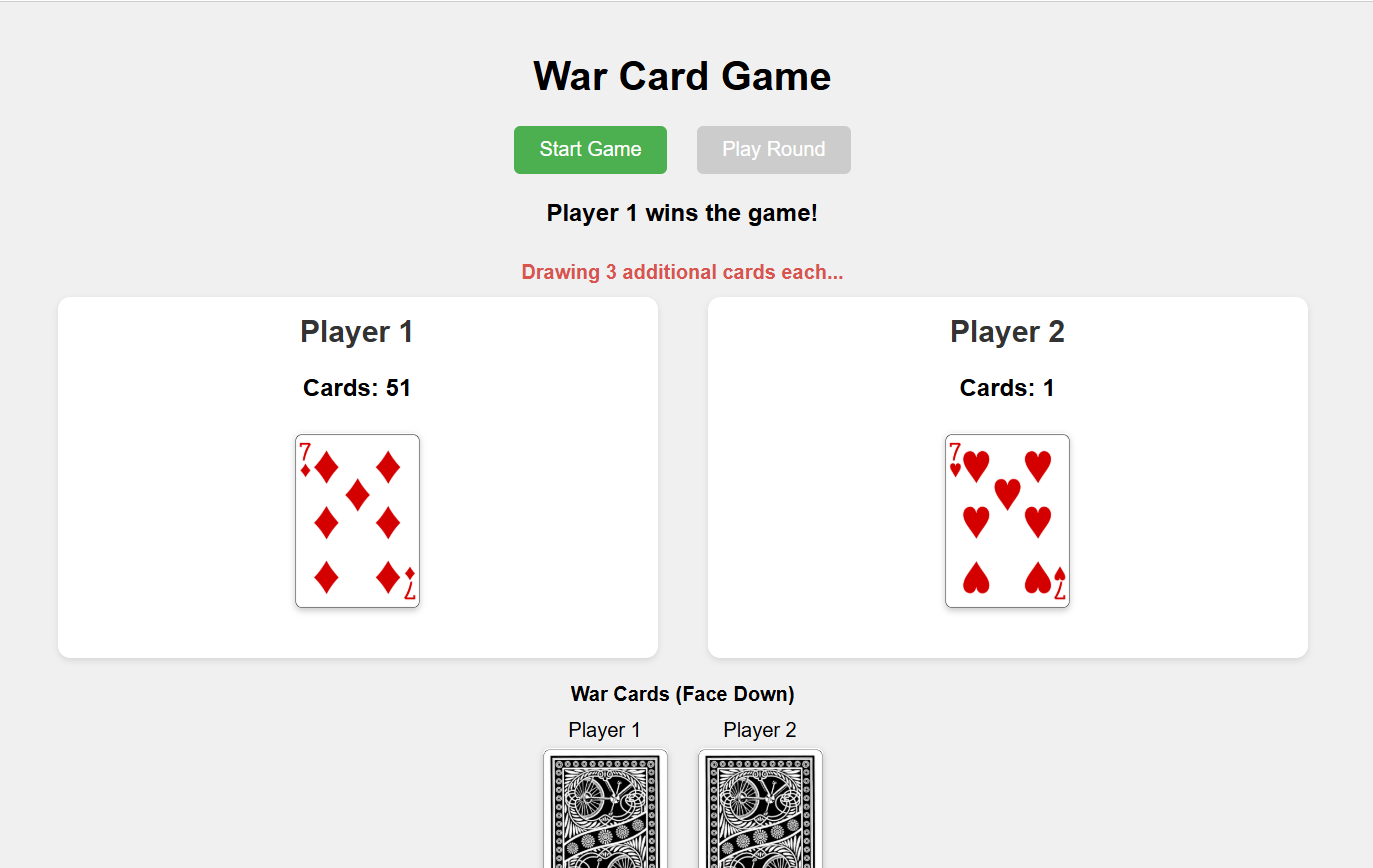 War Card Game
Start Game Play Round
Player 1 wins the game!
Drawing 3 additional cards each...
Player 1 Player 2
Cards: 51 Cards: 1
7 7
7 7
War Cards (Face Down)
Player 1 Player 2